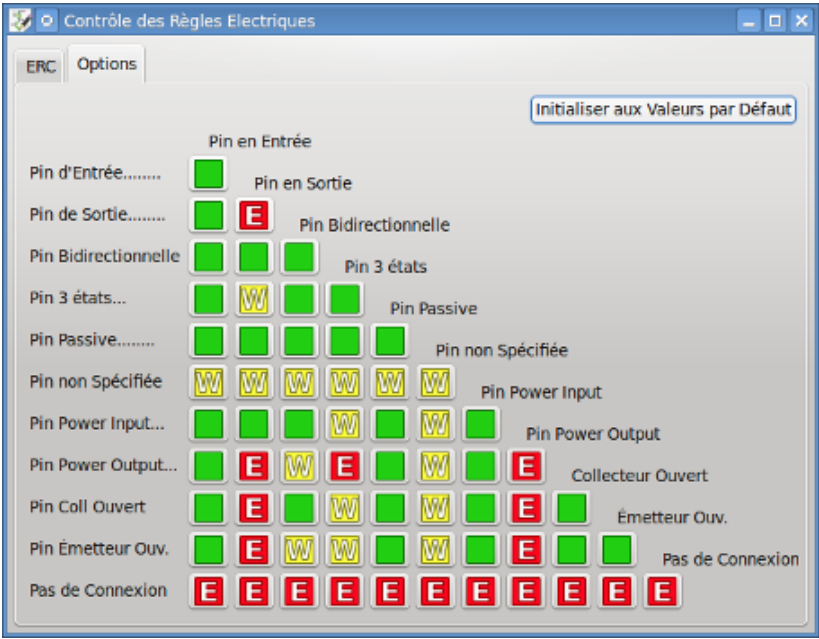 Contrôle des Règles Electriques
ERC Options
Initialiser aux Valeurs par Défaut
Pin en Entrée
Pin d'Entrée........
Pin en Sortie
Pin de Sortie........ E
Pin Bidirectionnelle
Pin Bidirectionnelle
Pin 3 états
Pin 3 états... W
Pin Passive
Pin Passive........
Pin non Spécifiée
Pin non Spécifiée W W W W W W
Pin Power Input
Pin Power Input... W W
Pin Power Output
Pin Power Output... E W E W E
Collecteur Ouvert
Pin Coll Ouvert E W W E
Émetteur Ouv.
Pin Émetteur Ouv. E W W W E
Pas de Connexion
Pas de Connexion E E E E E E E E E E E